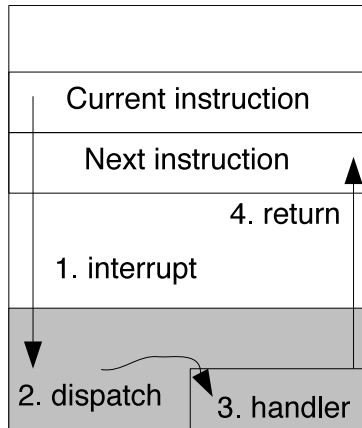 Current instruction
Next instruction
4. return
1. interrupt
2. dispatch
3. handler